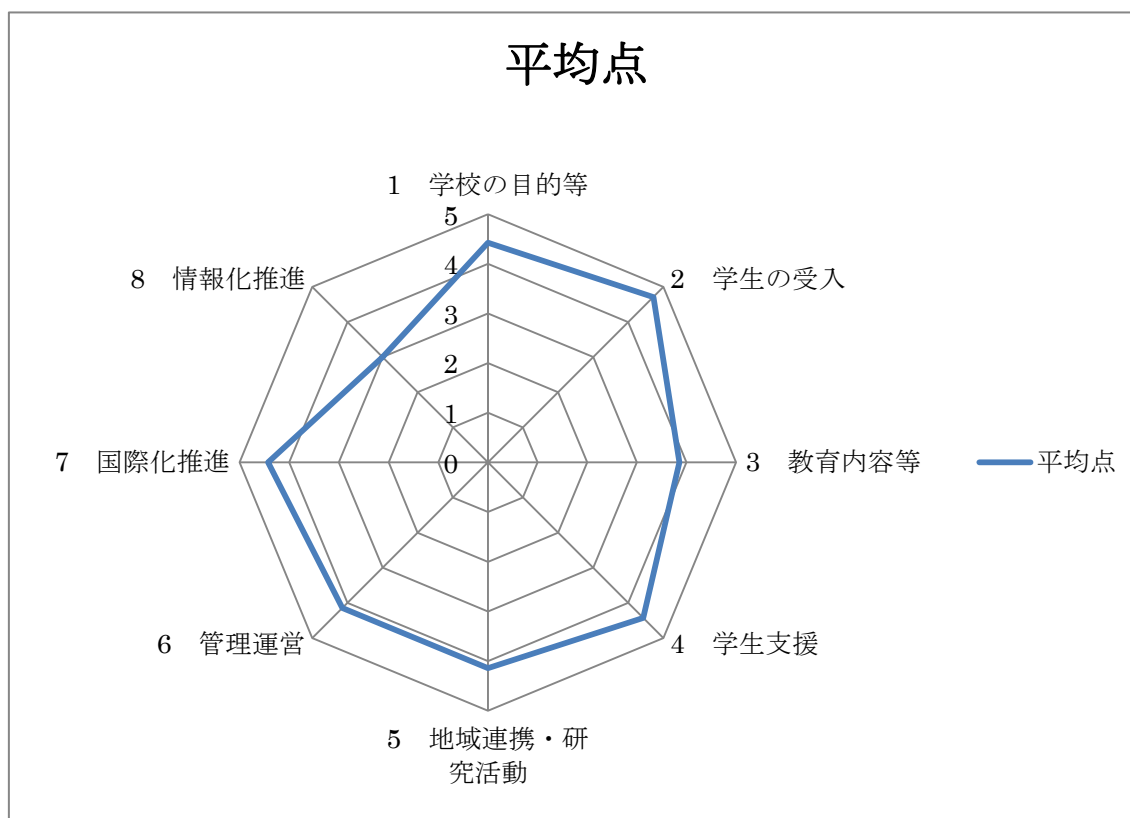 平均点
1　学校の目的等
2　学生の受入
3　教育内容等
4　学生支援
5　地域連携・研
究活動
6　管理運営
7　国際化推進
8　情報化推進
5
4
3
2
1
0
平均点